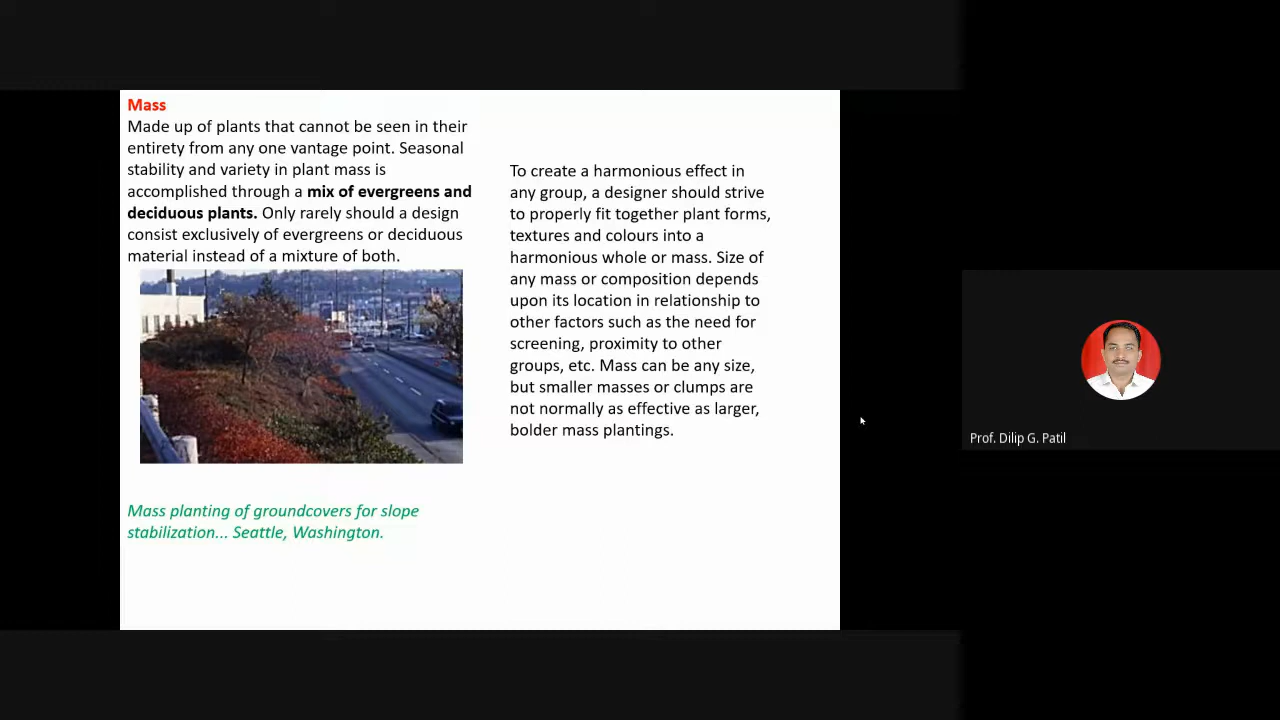 Mass
Made up of plants that cannot be seen in their
entirety from any one vantage point. Seasonal
stability and variety in plant mass is
accomplished through a mix of evergreens and
deciduous plants. Only rarely should a design
consist exclusively of evergreens or deciduous
material instead of a mixture of both.
Mass planting of groundcovers for slope
stabilization... Seattle, Washington.
To create a harmonious effect in
any group, a designer should strive
to properly fit together plant forms,
textures and colours into a
harmonious whole or mass. Size of
any mass or composition depends
upon its location in relationship to
other factors such as the need for
screening, proximity to other
groups, etc. Mass can be any size,
but smaller masses or clumps are
not normally as effective as larger,
bolder mass plantings.
Prof. Dilip G. Patil